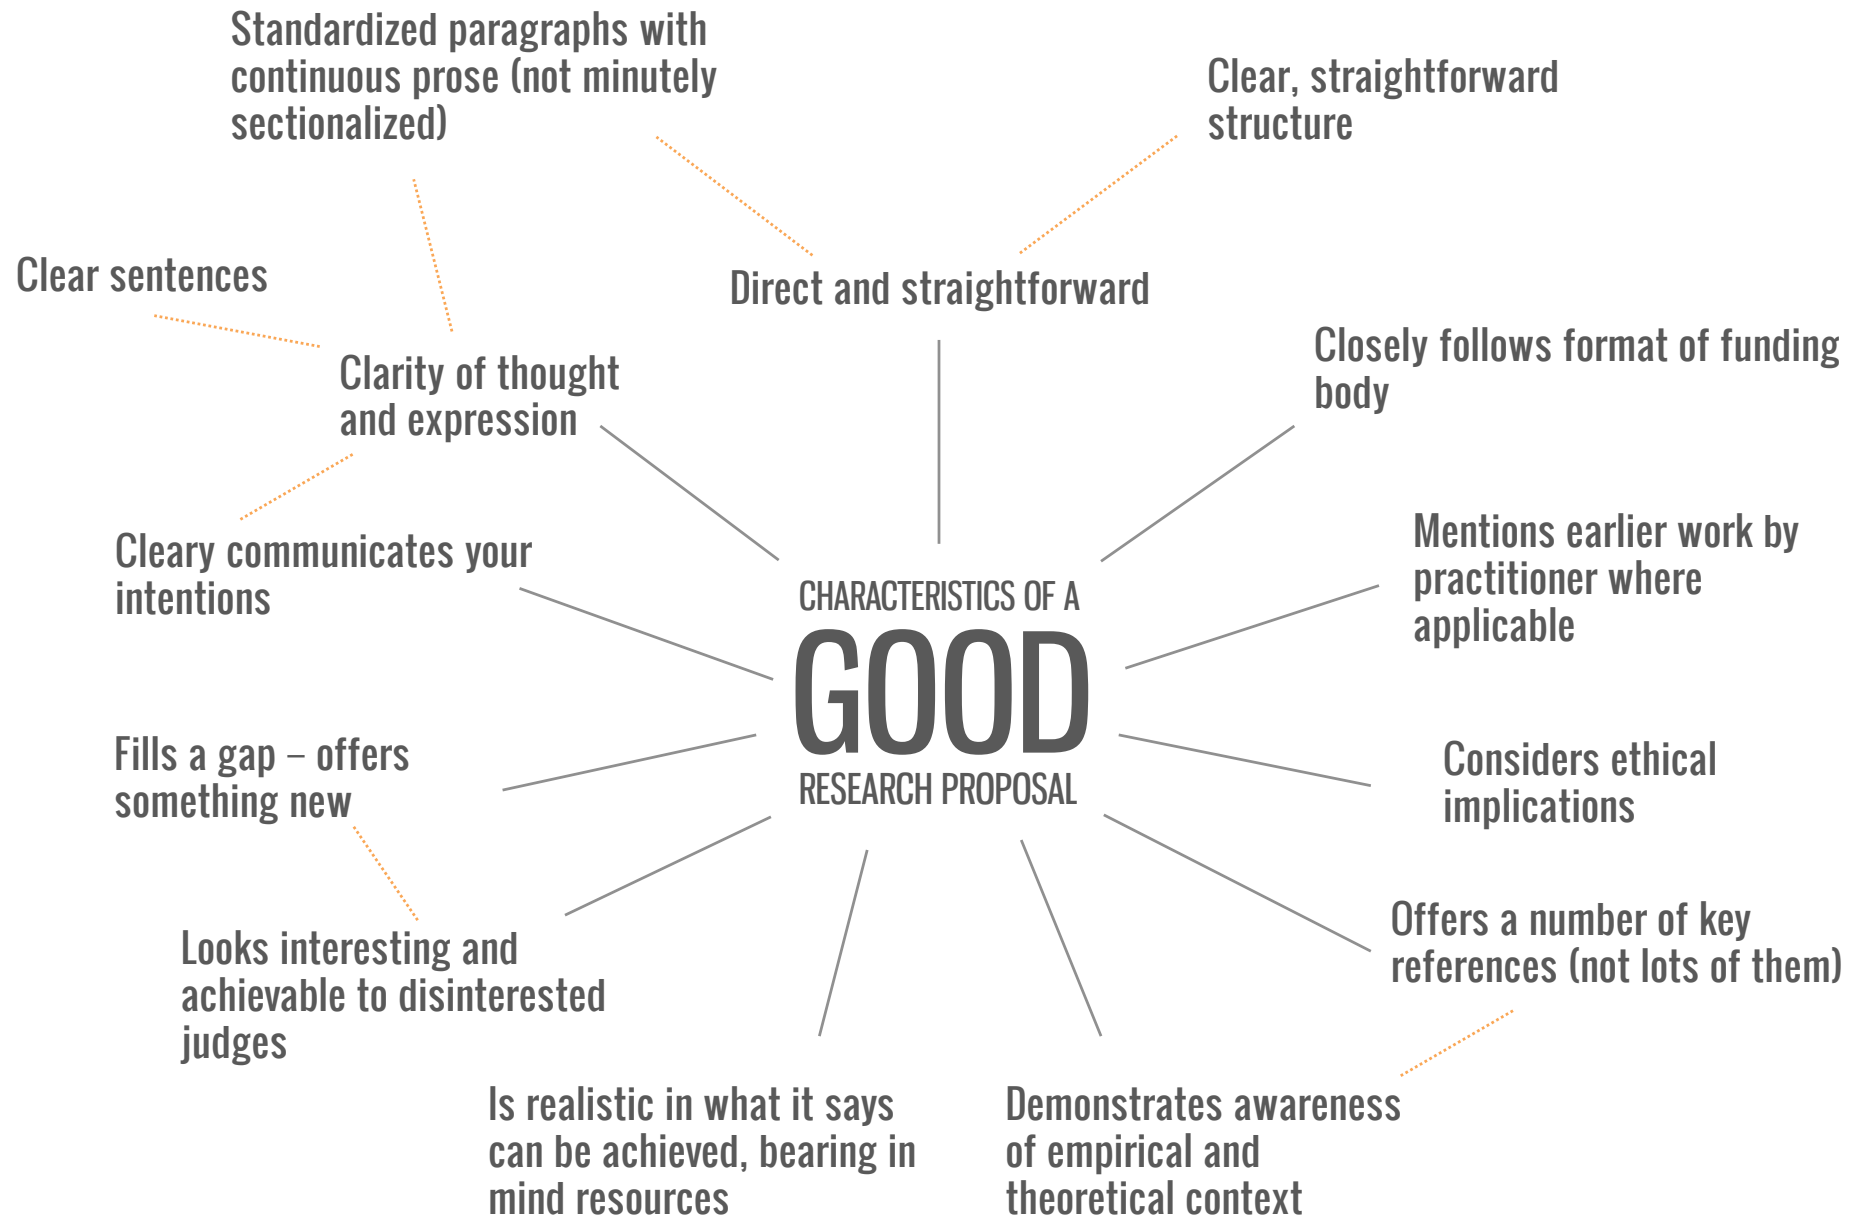 Standardized paragraphs with
continuous prose (not minutely
sectionalized)
Clear, straightforward
structure
Clear sentences
Direct and straightforward
Clarity of thought
and expression
Closely follows format of funding
body
Cleary communicates your
intentions
Mentions earlier work by
practitioner where
applicable
CHARACTERISTICS OF A
GOOD
RESEARCH PROPOSAL
Fills a gap – offers
something new
Considers ethical
implications
Looks interesting and
achievable to disinterested
judges
Offers a number of key
references (not lots of them)
Is realistic in what it says
can be achieved, bearing in
mind resources
Demonstrates awareness
of empirical and
theoretical context